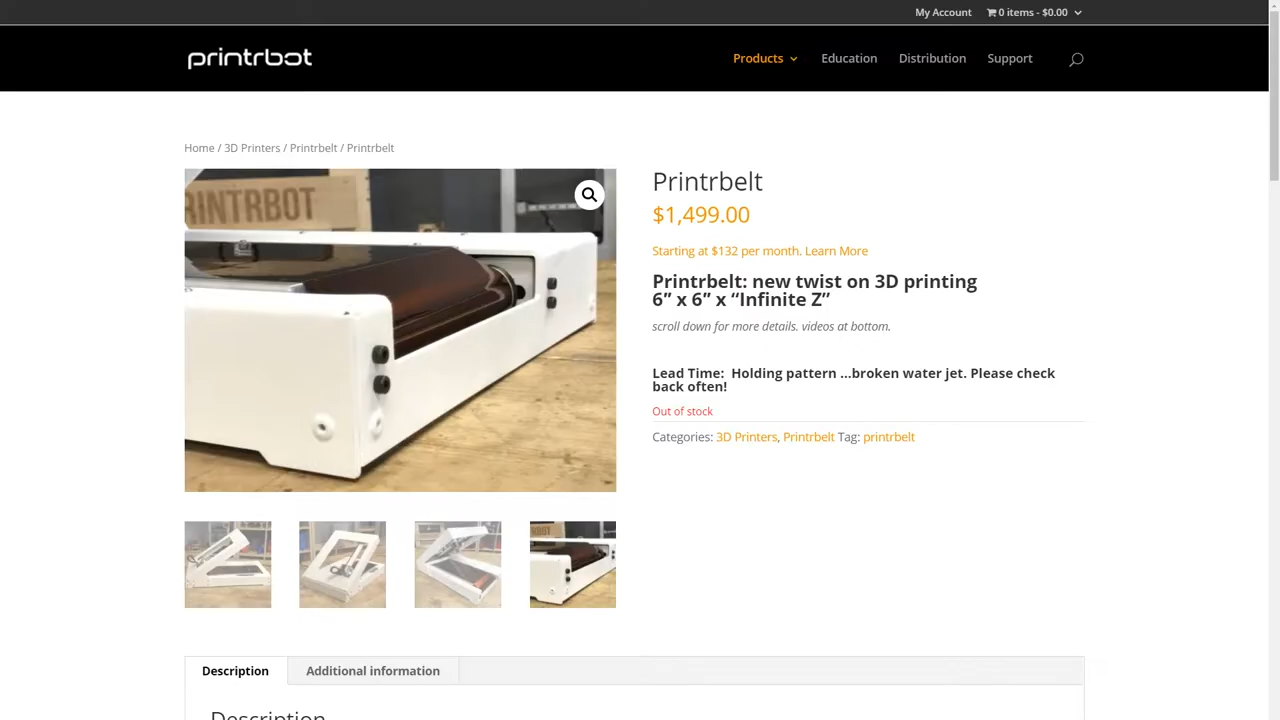 My Account 0 items - $0.00
printrbot Products Education Distribution Support
Home / 3D Printers / Printrbelt / Printrbelt
RINTRBOT
Printrbelt
$1,499.00
Starting at $132 per month. Learn More
Printrbelt: new twist on 3D printing
6” x 6” x “Infinite Z”
scroll down for more details. videos at bottom.
Lead Time:  Holding pattern ...broken water jet. Please check
back often!
Out of stock
Categories: 3D Printers, Printrbelt Tag: printrbelt
Description Additional information
Description